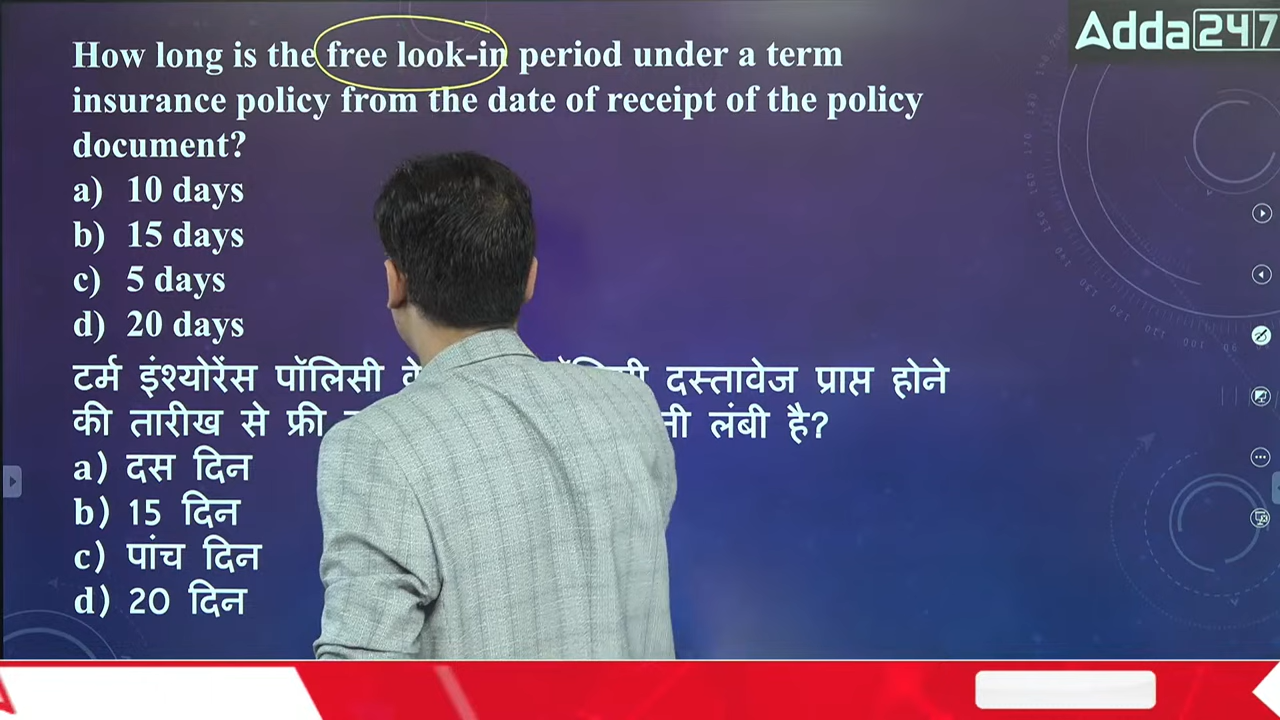 Adda247
How long is the free look-in period under a term
insurance policy from the date of receipt of the policy
document?
a) 10 days
b) 15 days
c) 5 days
d) 20 days
टर्म इंश्योरेंस पॉलिसी दस्तावेज प्राप्त होने
की तारीख से फ्री लंबी है?
a) दस दिन
b) 15 दिन
c) पांच दिन
d) 20 दिन